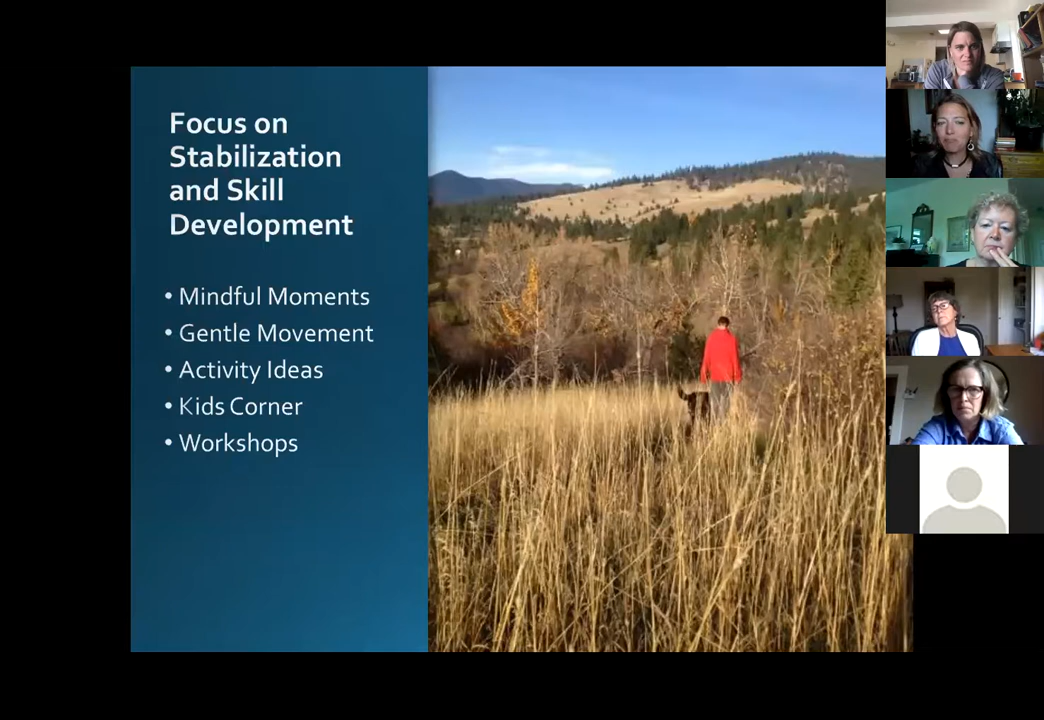 Focus on
Stabilization
and Skill
Development
• Mindful Moments
• Gentle Movement
• Activity Ideas
• Kids Corner
• Workshops